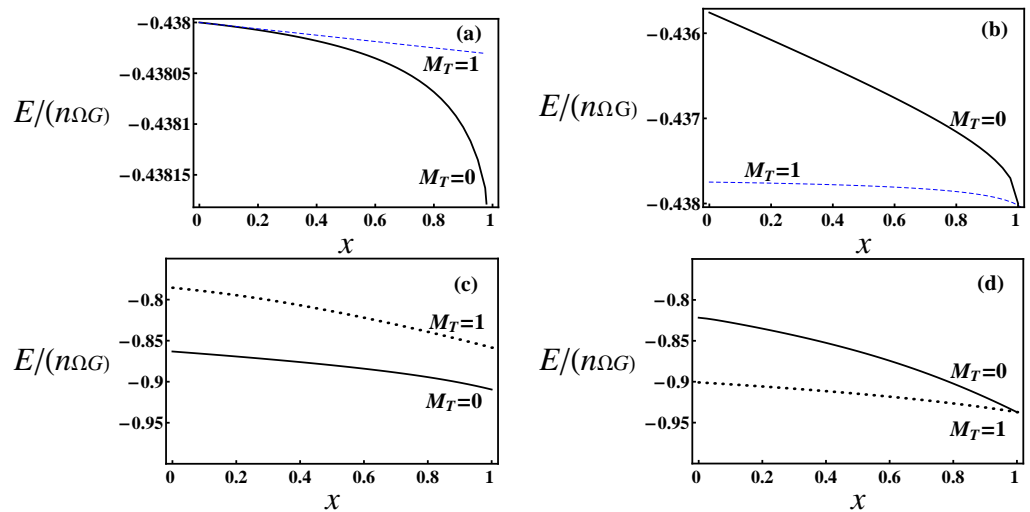 (a)
−0.438
−0.43805
−0.4381
−0.43815
E/(nΩG)
M_T=1
M_T=0
0 0.2 0.4 0.6 0.8 1
x
(b)
−0.436
−0.437
−0.438
E/(nΩG)
M_T=0
M_T=1
0 0.2 0.4 0.6 0.8 1
x
(c)
−0.8
−0.85
−0.9
−0.95
E/(nΩG)
M_T=1
M_T=0
0 0.2 0.4 0.6 0.8 1
x
(d)
−0.8
−0.85
−0.9
−0.95
E/(nΩG)
M_T=0
M_T=1
0 0.2 0.4 0.6 0.8 1
x